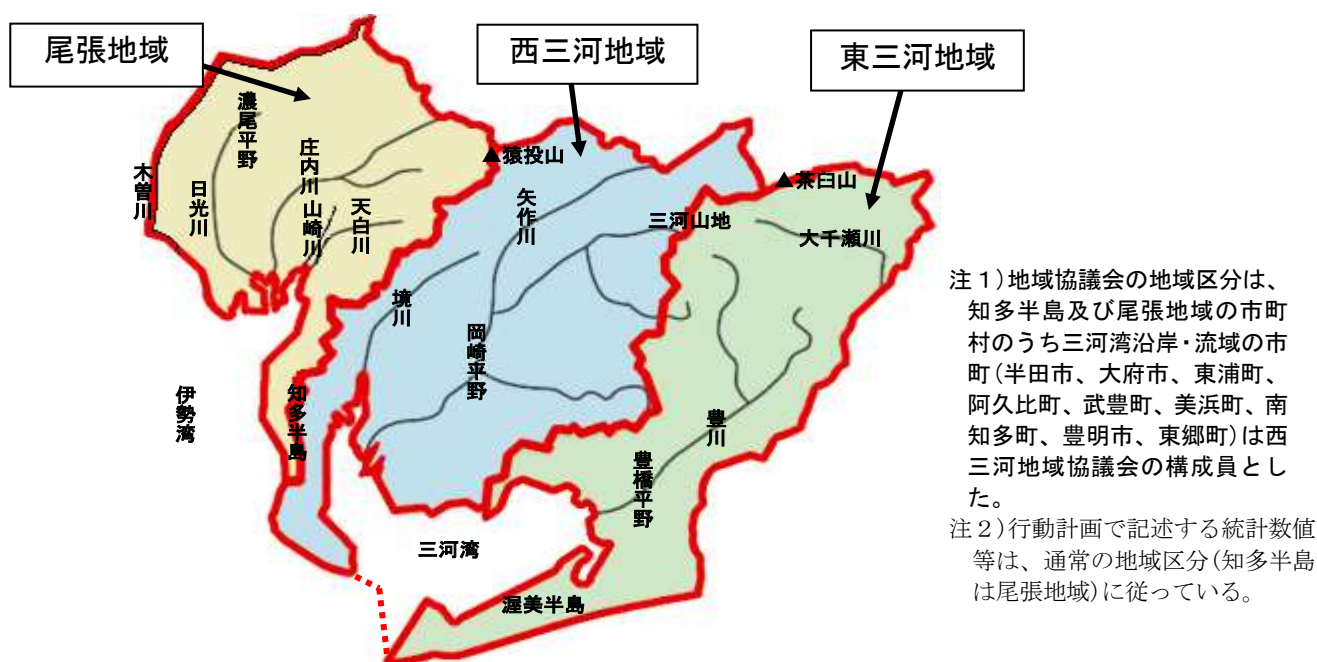 尾張地域
西三河地域
東三河地域
濃尾平野
木曽川
日光川
庄内川
山崎川
天白川
▲猿投山
矢作川
三河山地
▲茶臼山
大千瀬川
境川
岡崎平野
伊勢湾
知多半島
豊川
豊橋平野
三河湾
渥美半島
注1)地域協議会の地域区分は、
知多半島及び尾張地域の市町
村のうち三河湾沿岸・流域の市
町(半田市、大府市、東浦町、
阿久比町、武豊町、美浜町、南
知多町、豊明市、東郷町)は西
三河地域協議会の構成員とし
た。
注2)行動計画で記述する統計数値
等は、通常の地域区分(知多半島
は尾張地域)に従っている。